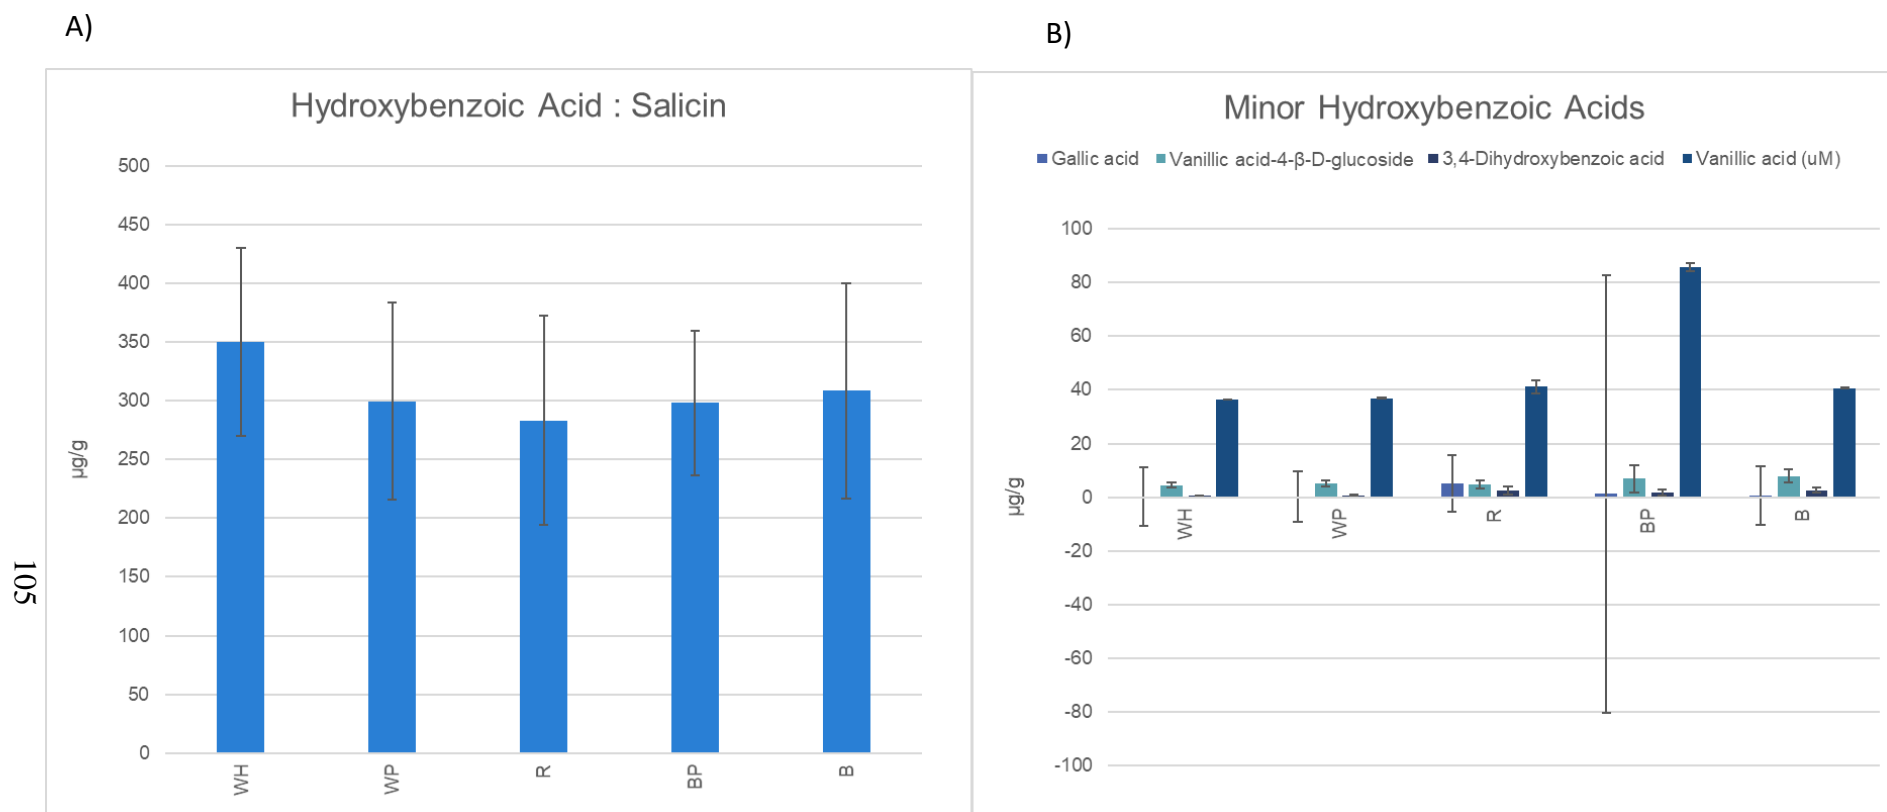 A)
B)
Hydroxybenzoic Acid : Salicin
500
450
400
350
300
250
200
150
100
50
0
µg/g
WH
WP
R
BP
B
105
Minor Hydroxybenzoic Acids
Gallic acid Vanillic acid-4-β-D-glucoside 3,4-Dihydroxybenzoic acid Vanillic acid (uM)
100
80
60
40
20
0
-20
-40
-60
-80
-100
µg/g
WH
WP
R
BP
B